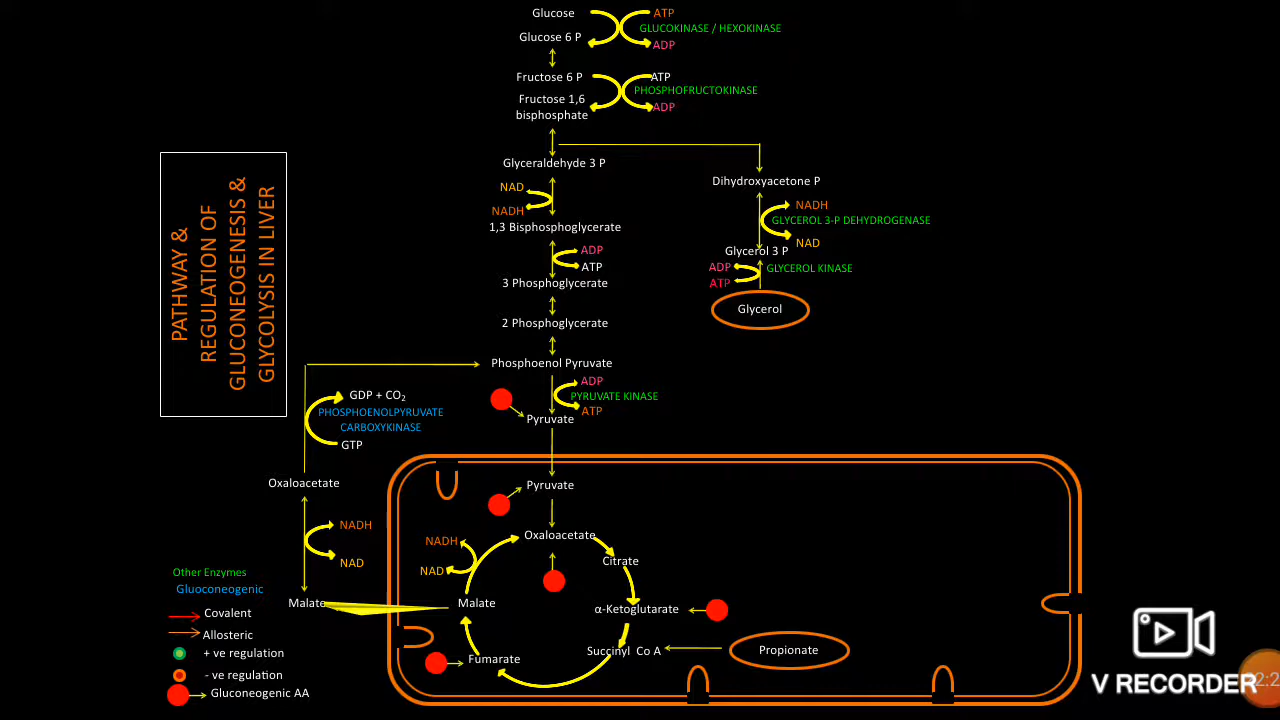 Glucose
ATP
GLUCOKINASE / HEXOKINASE
Glucose 6 P
ADP
Fructose 6 P
ATP
PHOSPHOFRUCTOKINASE
Fructose 1,6
bisphosphate
ADP
Glyceraldehyde 3 P
Dihydroxyacetone P
NAD
NADH
NADH
GLYCEROL 3-P DEHYDROGENASE
NAD
1,3 Bisphosphoglycerate
Glycerol 3 P
ADP
ATP
ADP
GLYCEROL KINASE
ATP
3 Phosphoglycerate
Glycerol
2 Phosphoglycerate
PATHWAY &
REGULATION OF
GLUCONEOGENESIS &
GLYCOLYSIS IN LIVER
Phosphoenol Pyruvate
ADP
PYRUVATE KINASE
ATP
Pyruvate
GDP + CO₂
PHOSPHOENOLPYRUVATE
CARBOXYKINASE
GTP
Oxaloacetate
Pyruvate
NADH
NAD
Oxaloacetate
NADH
NAD
Citrate
Malate
Malate
α-Ketoglutarate
Succinyl Co A
Propionate
Fumarate
Other Enzymes
Gluoconeogenic
Covalent
Allosteric
+ ve regulation
- ve regulation
Gluconeogenic AA
V RECORDER